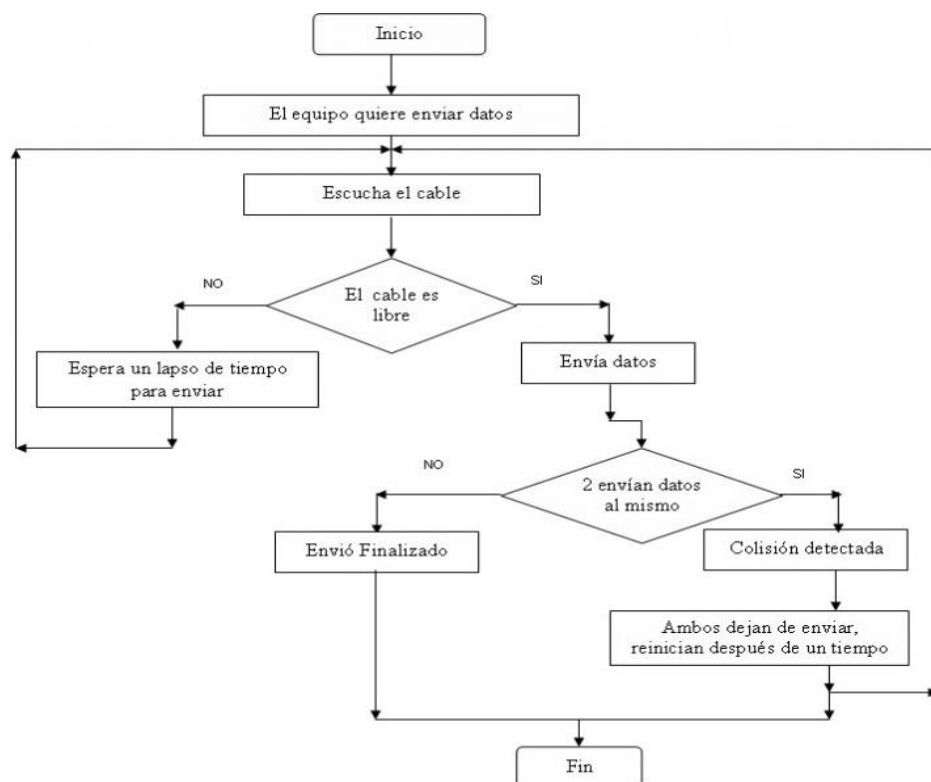 Inicio
El equipo quiere enviar datos
Escucha el cable
NO
SI
El cable es
libre
Espera un lapso de tiempo
para enviar
Envía datos
NO
SI
2 envían datos
al mismo
Envió Finalizado
Colisión detectada
Ambos dejan de enviar,
reinician después de un tiempo
Fin